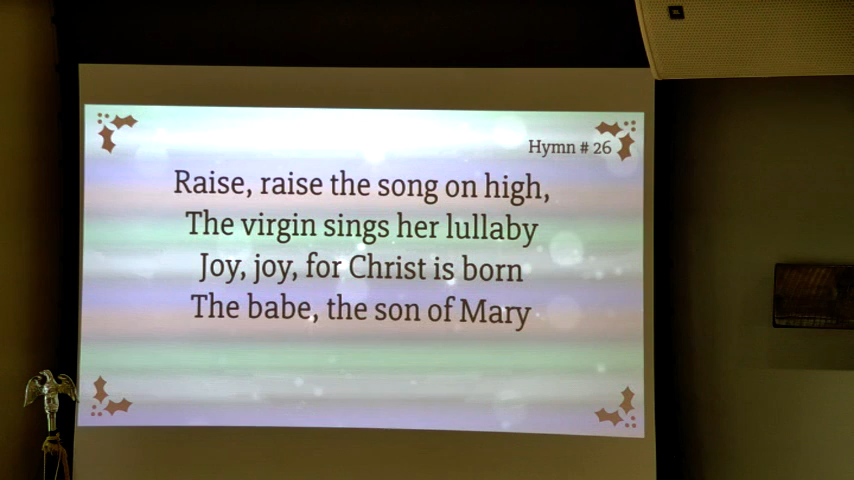 Hymn # 26
Raise, raise the song on high,
The virgin sings her lullaby
Joy, joy, for Christ is born
The babe, the son of Mary